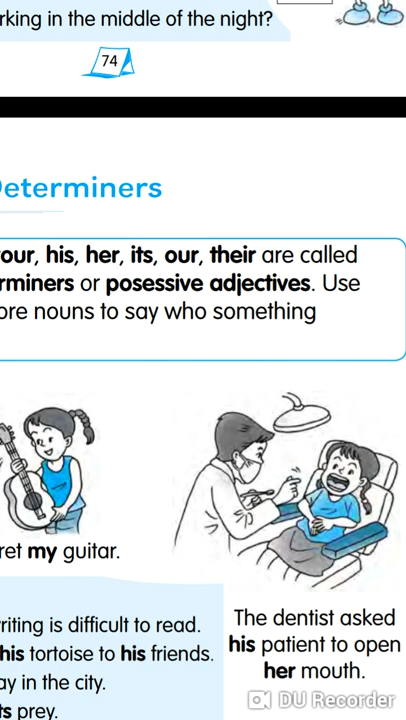 rking in the middle of the night?
74
Determiners
our, his, her, its, our, their are called
rminers or posessive adjectives. Use
ore nouns to say who something
ret my guitar.
riting is difficult to read.
his tortoise to his friends.
ay in the city.
ts prey.
The dentist asked
his patient to open
her mouth.
DU Recorder